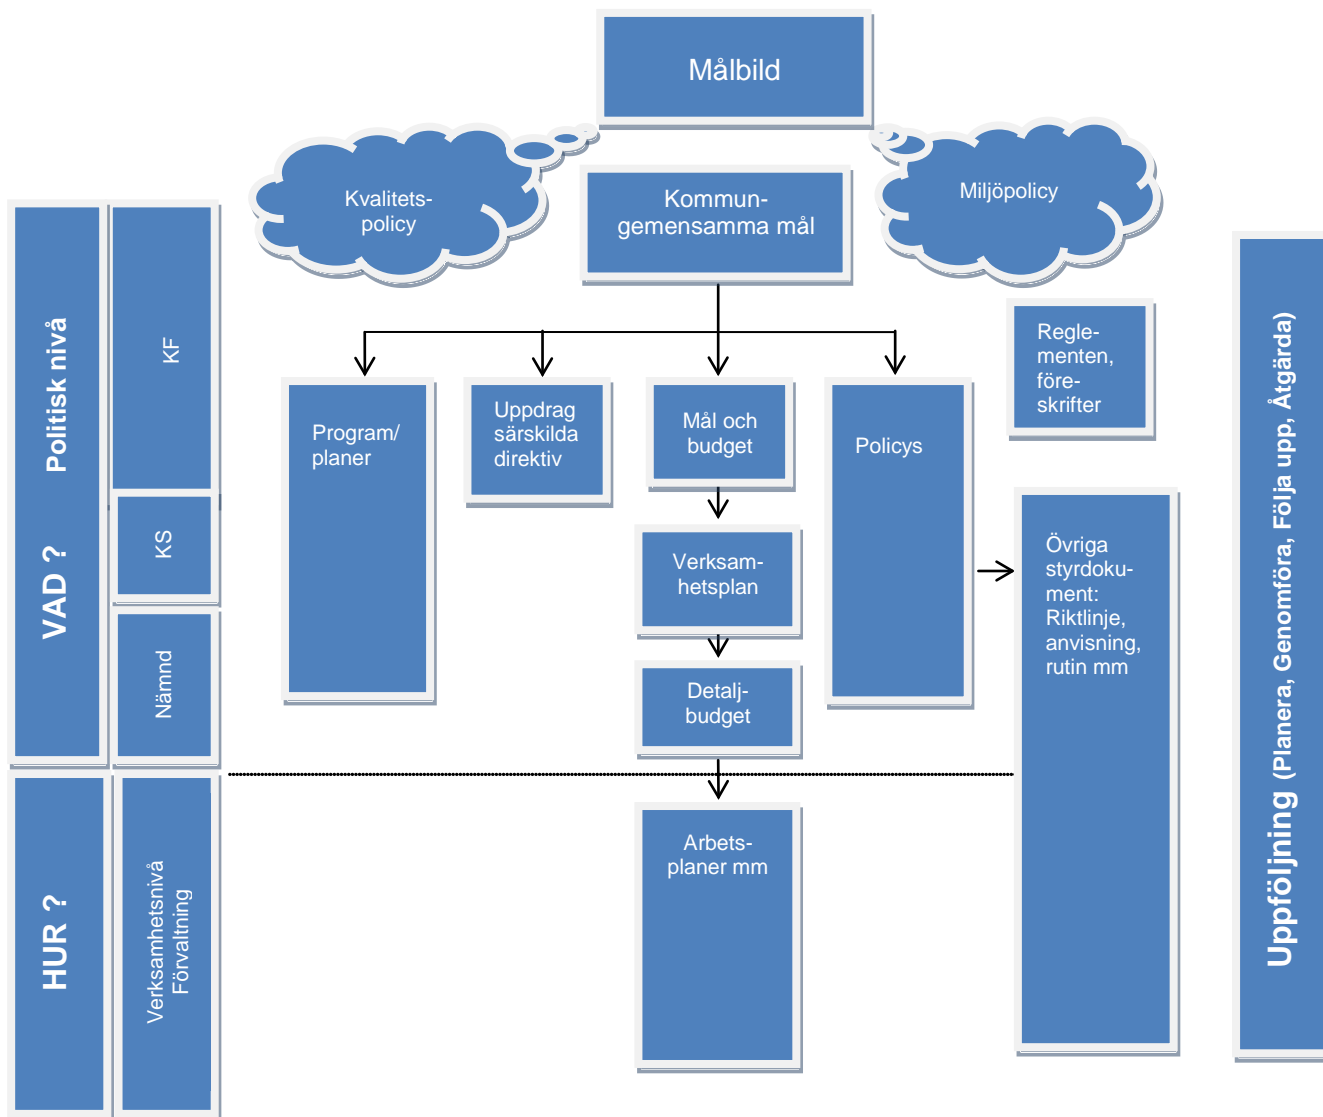 Målbild
Kvalitets-
policy
Kommun-
gemensamma mål
Miljöpolicy
Politisk nivå
VAD ?
KF
KS
Nämnd
HUR ?
Verksamhetsnivå
Förvaltning
Program/
planer
Uppdrag
särskilda
direktiv
Mål och
budget
Policys
Regle-
menten,
före-
skrifter
Verksam-
hetsplan
Detalj-
budget
Övriga
styrdoku-
ment:
Riktlinje,
anvisning,
rutin mm
Arbets-
planer mm
Uppföljning (Planera, Genomföra, Följa upp, Åtgärda)